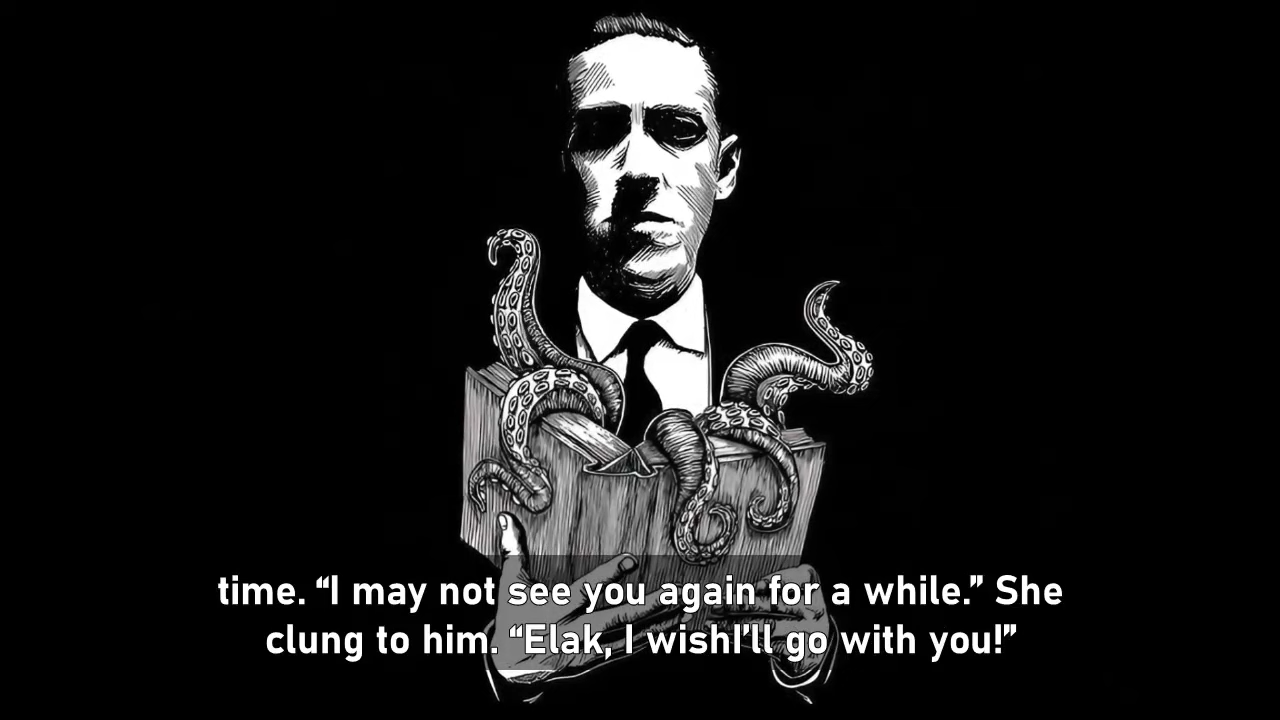 time. “I may not see you again for a while.” She
clung to him. “Elak, I wishI’ll go with you!”